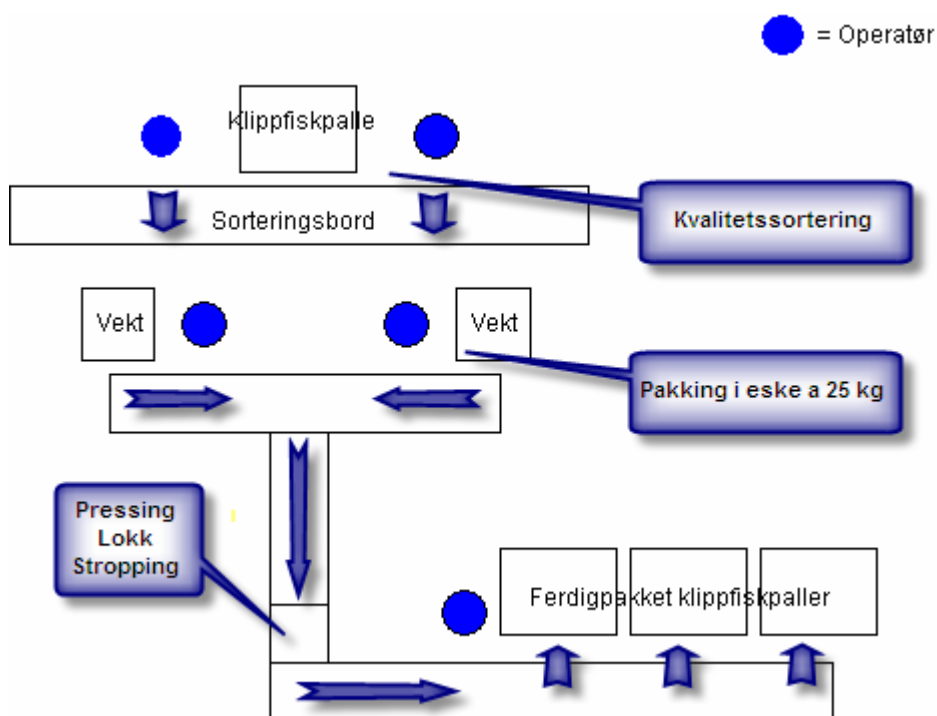 = Operatør
Klippfiskpalle
Sorteringsbord
Kvalitetssortering
Vekt
Vekt
Pakking i eske a 25 kg
Pressing
Lokk
Stropping
Ferdigpakket klippfiskpaller